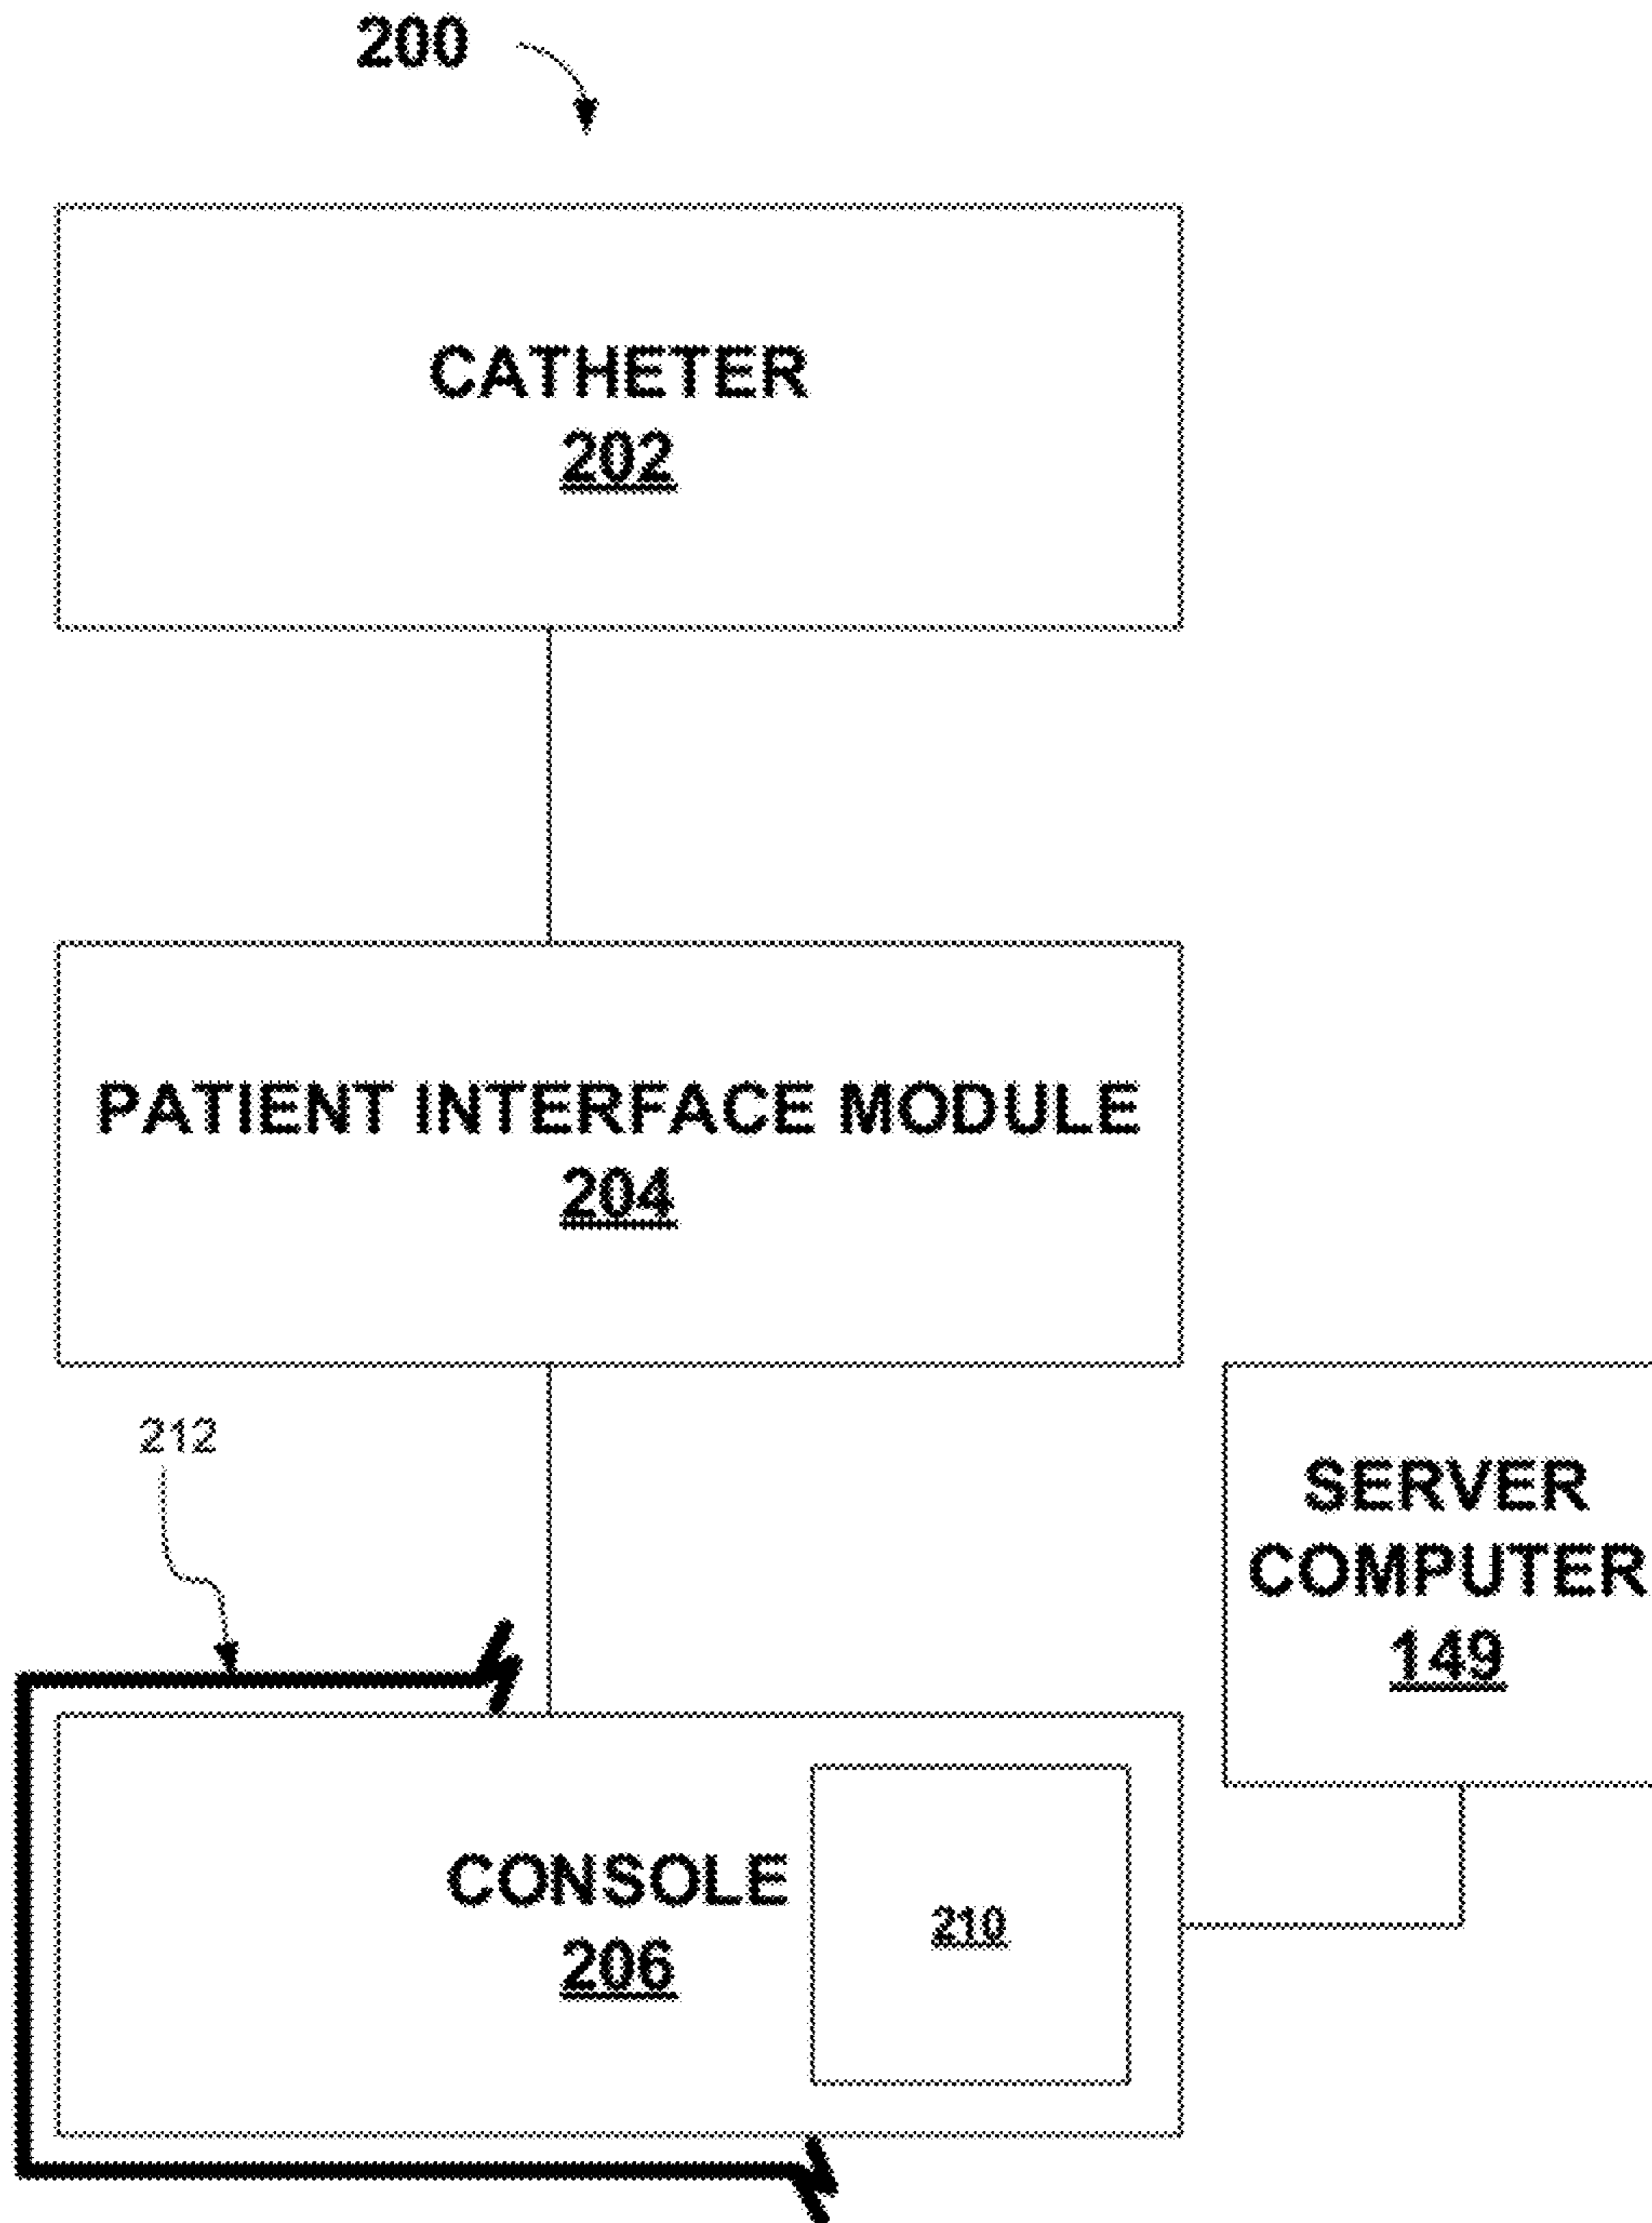 200
CATHETER
202
PATIENT INTERFACE MODULE
204
212
SERVER
COMPUTER
149
CONSOLE
206
210